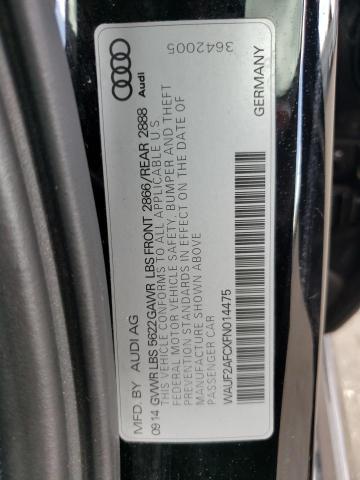 MFD. BY AUDI AG
Audi
09 14 GVWR LBS 5622 GAWR LBS FRONT 2866/REAR 2888
THIS VEHICLE CONFORMS TO ALL APPLICABLE U S
FEDERAL MOTOR VEHICLE SAFETY, BUMPER AND THEFT
PREVENTION STANDARDS IN EFFECT ON THE DATE OF
MANUFACTURE SHOWN ABOVE
PASSENGER CAR
WAUF2AFCXFN014475
GERMANY
3642005